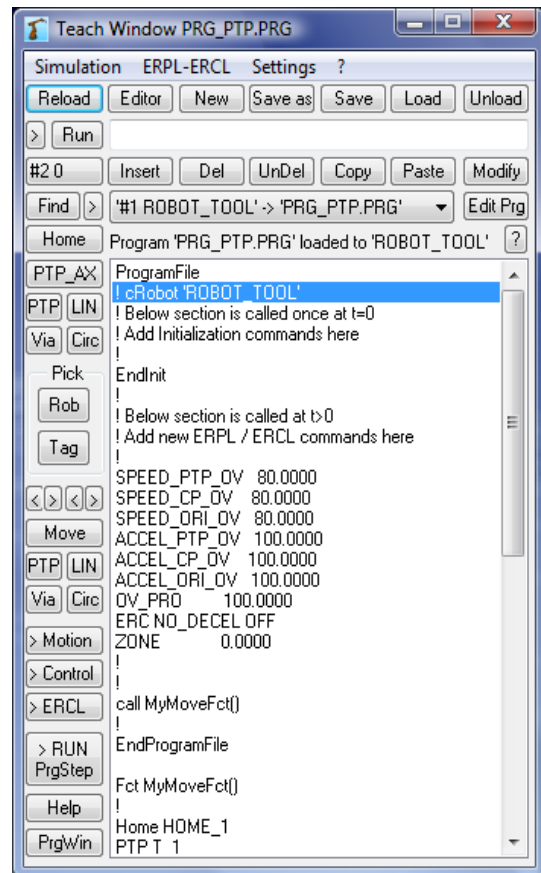 Teach Window PRG_PTP.PRG
Simulation ERPL-ERCL Settings ?
Reload Editor New Save as Save Load Unload
> Run
#2 0 Insert Del UnDel Copy Paste Modify
Find > '#1 ROBOT_TOOL' -> 'PRG_PTP.PRG' Edit Prg
Home Program 'PRG_PTP.PRG' loaded to 'ROBOT_TOOL' ?
PTP_AX
PTP LIN
Via Circ
Pick
Rob
Tag
< > < >
Move
PTP LIN
Via Circ
> Motion
> Control
> ERCL
> RUN
PrgStep
Help
PrgWin
ProgramFile
! cRobot 'ROBOT_TOOL'
! Below section is called once at t=0
! Add Initialization commands here
!
EndInit
!
! Below section is called at t>0
! Add new ERPL / ERCL commands here
!
SPEED_PTP_OV 80.0000
SPEED_CP_OV 80.0000
SPEED_ORI_OV 80.0000
ACCEL_PTP_OV 100.0000
ACCEL_CP_OV 100.0000
ACCEL_ORI_OV 100.0000
OV_PRO 100.0000
ERC NO_DECEL OFF
ZONE 0.0000
!
!
call MyMoveFct()
!
EndProgramFile
Fct MyMoveFct()
!
Home HOME_1
PTP T_1